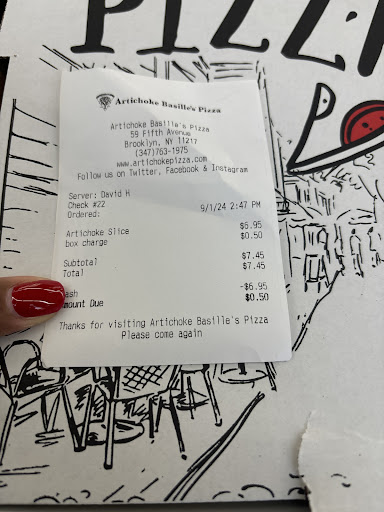 PIZZ
Artichoke Basille's Pizza
Artichoke Basille's Pizza
59 Fifth Avenue
Brooklyn, NY 11217
(347)763-1975
www.artichokepizza.com
Follow us on Twitter, Facebook & Instagram
Server: David H
Check #22 9/1/24 2:47 PM
Ordered:
Artichoke Slice $6.95
box charge $0.50
Subtotal $7.45
Total $7.45
ash -$6.95
mount Due $0.50
Thanks for visiting Artichoke Basille's Pizza
Please come again